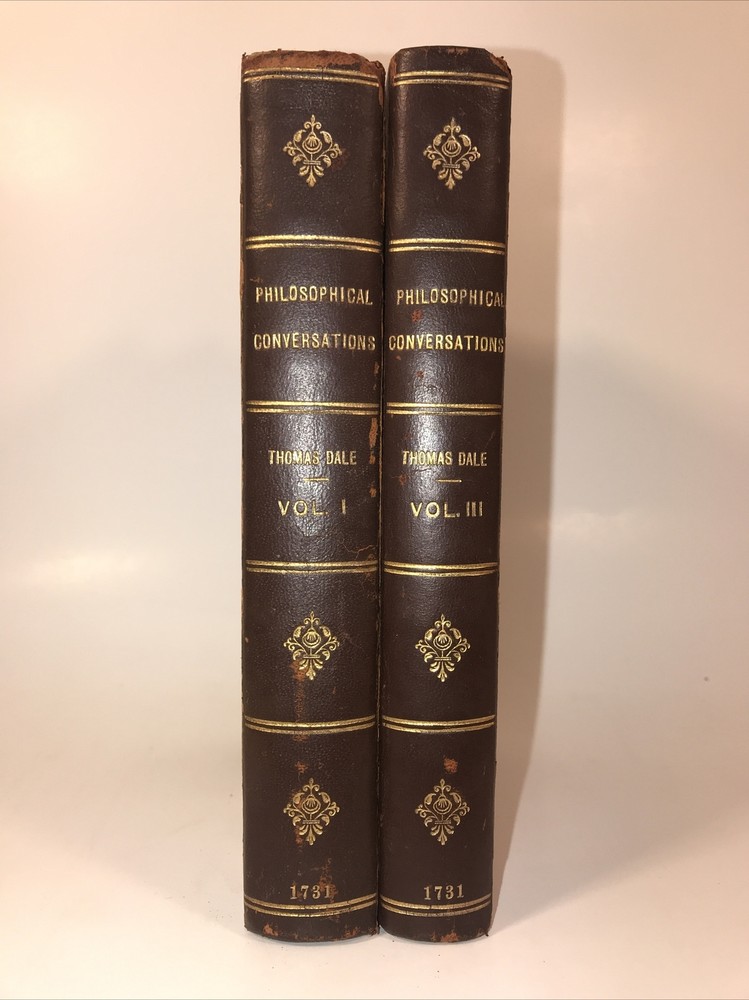 PHILOSOPHICAL
CONVERSATIONS
THOMAS DALE
VOL. I
1731
PHILOSOPHICAL
CONVERSATIONS
THOMAS DALE
VOL. III
1731